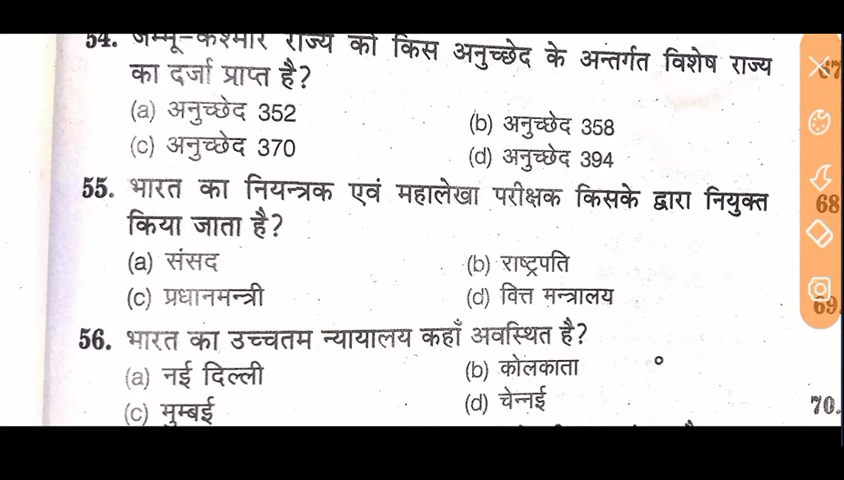 54. जम्मू-कश्मीर राज्य को किस अनुच्छेद के अन्तर्गत विशेष राज्य
का दर्जा प्राप्त है?
(a) अनुच्छेद 352
(b) अनुच्छेद 358
(c) अनुच्छेद 370
(d) अनुच्छेद 394
55. भारत का नियन्त्रक एवं महालेखा परीक्षक किसके द्वारा नियुक्त
किया जाता है?
(a) संसद
(b) राष्ट्रपति
(c) प्रधानमन्त्री
(d) वित्त मन्त्रालय
56. भारत का उच्चतम न्यायालय कहाँ अवस्थित है?
(a) नई दिल्ली
(b) कोलकाता
(c) मुम्बई
(d) चेन्नई
67
68
69.
70.